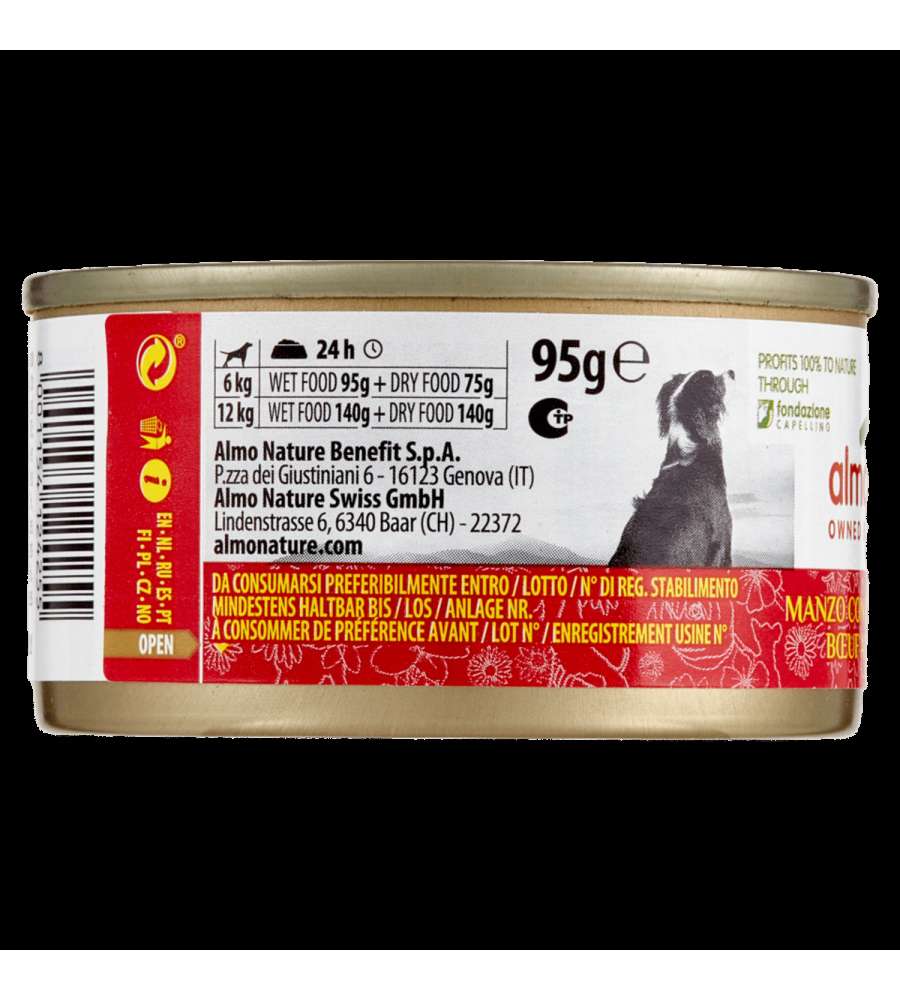 24 h
6 kg WET FOOD 95g + DRY FOOD 75g
12 kg WET FOOD 140g + DRY FOOD 140g
95g e
Almo Nature Benefit S.p.A.
P.zza dei Giustiniani 6 - 16123 Genova (IT)
Almo Nature Swiss GmbH
Lindenstrasse 6, 6340 Baar (CH) - 22372
almonature.com
DA CONSUMARSI PREFERIBILMENTE ENTRO / LOTTO / N° DI REG. STABILIMENTO
MINDESTENS HALTBAR BIS / LOS / ANLAGE NR.
À CONSOMMER DE PRÉFÉRENCE AVANT / LOT N° / ENREGISTREMENT USINE N°
EN · NL · RU · ES · PT
FI · PL · CZ · NO
OPEN
PROFITS 100% TO NATURE
THROUGH
fondazione
CAPELLINO
alm
OWNED
MANZO CO
BŒUF